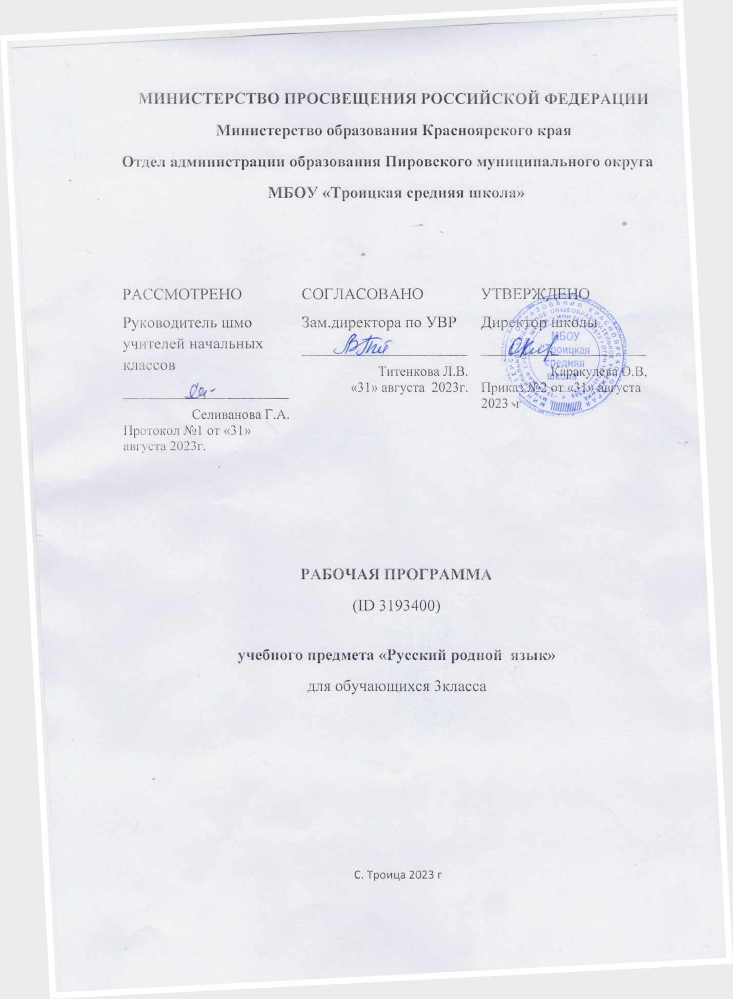 МИНИСТЕРСТВО ПРОСВЕЩЕНИЯ РОССИЙСКОЙ ФЕДЕРАЦИИ
Министерство образования Красноярского края
Отдел администрации образования Пировского муниципального округа
МБОУ «Троицкая средняя школа»
РАССМОТРЕНО
Руководитель шмо
учителей начальных
классов
Селиванова Г.А.
Протокол №1 от «31»
августа 2023г.
СОГЛАСОВАНО
Зам.директора по УВР
Титенкова Л.В.
«31» августа 2023г.
УТВЕРЖДЕНО
Директор школы
Каракулева О.В,
Приказ №2 от «31» августа
2023 г
МБОУ
"Троицкая
средняя
школа"
РАБОЧАЯ ПРОГРАММА
(ID 3193400)
учебного предмета «Русский родной язык»
для обучающихся 3класса
С. Троица 2023 г